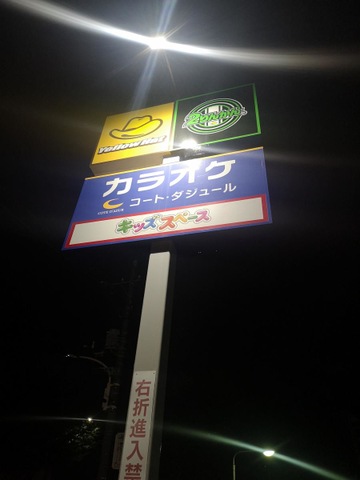 Yellow Hat
カラオケ
コート・ダジュール
キッズスペース
右折進入禁